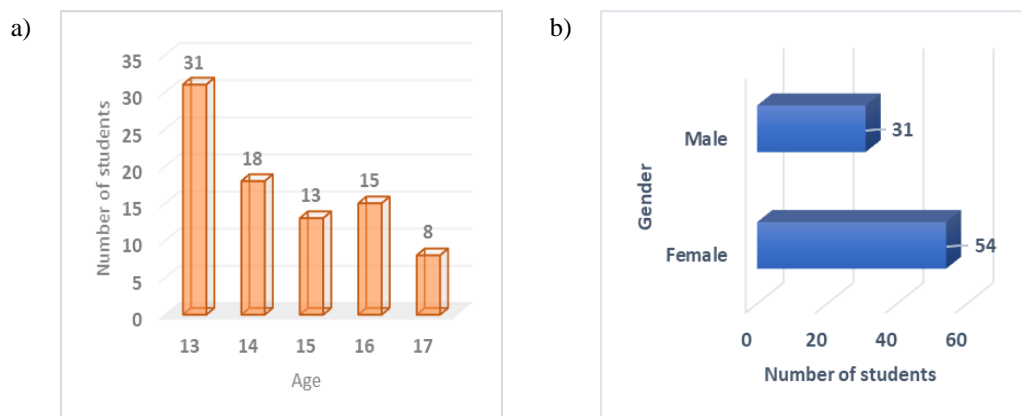 a)
Number of students
35
30
25
20
15
10
5
0
31
18
13
15
8
13 14 15 16 17
Age
b)
Gender
Male
31
Female
54
0 20 40 60
Number of students